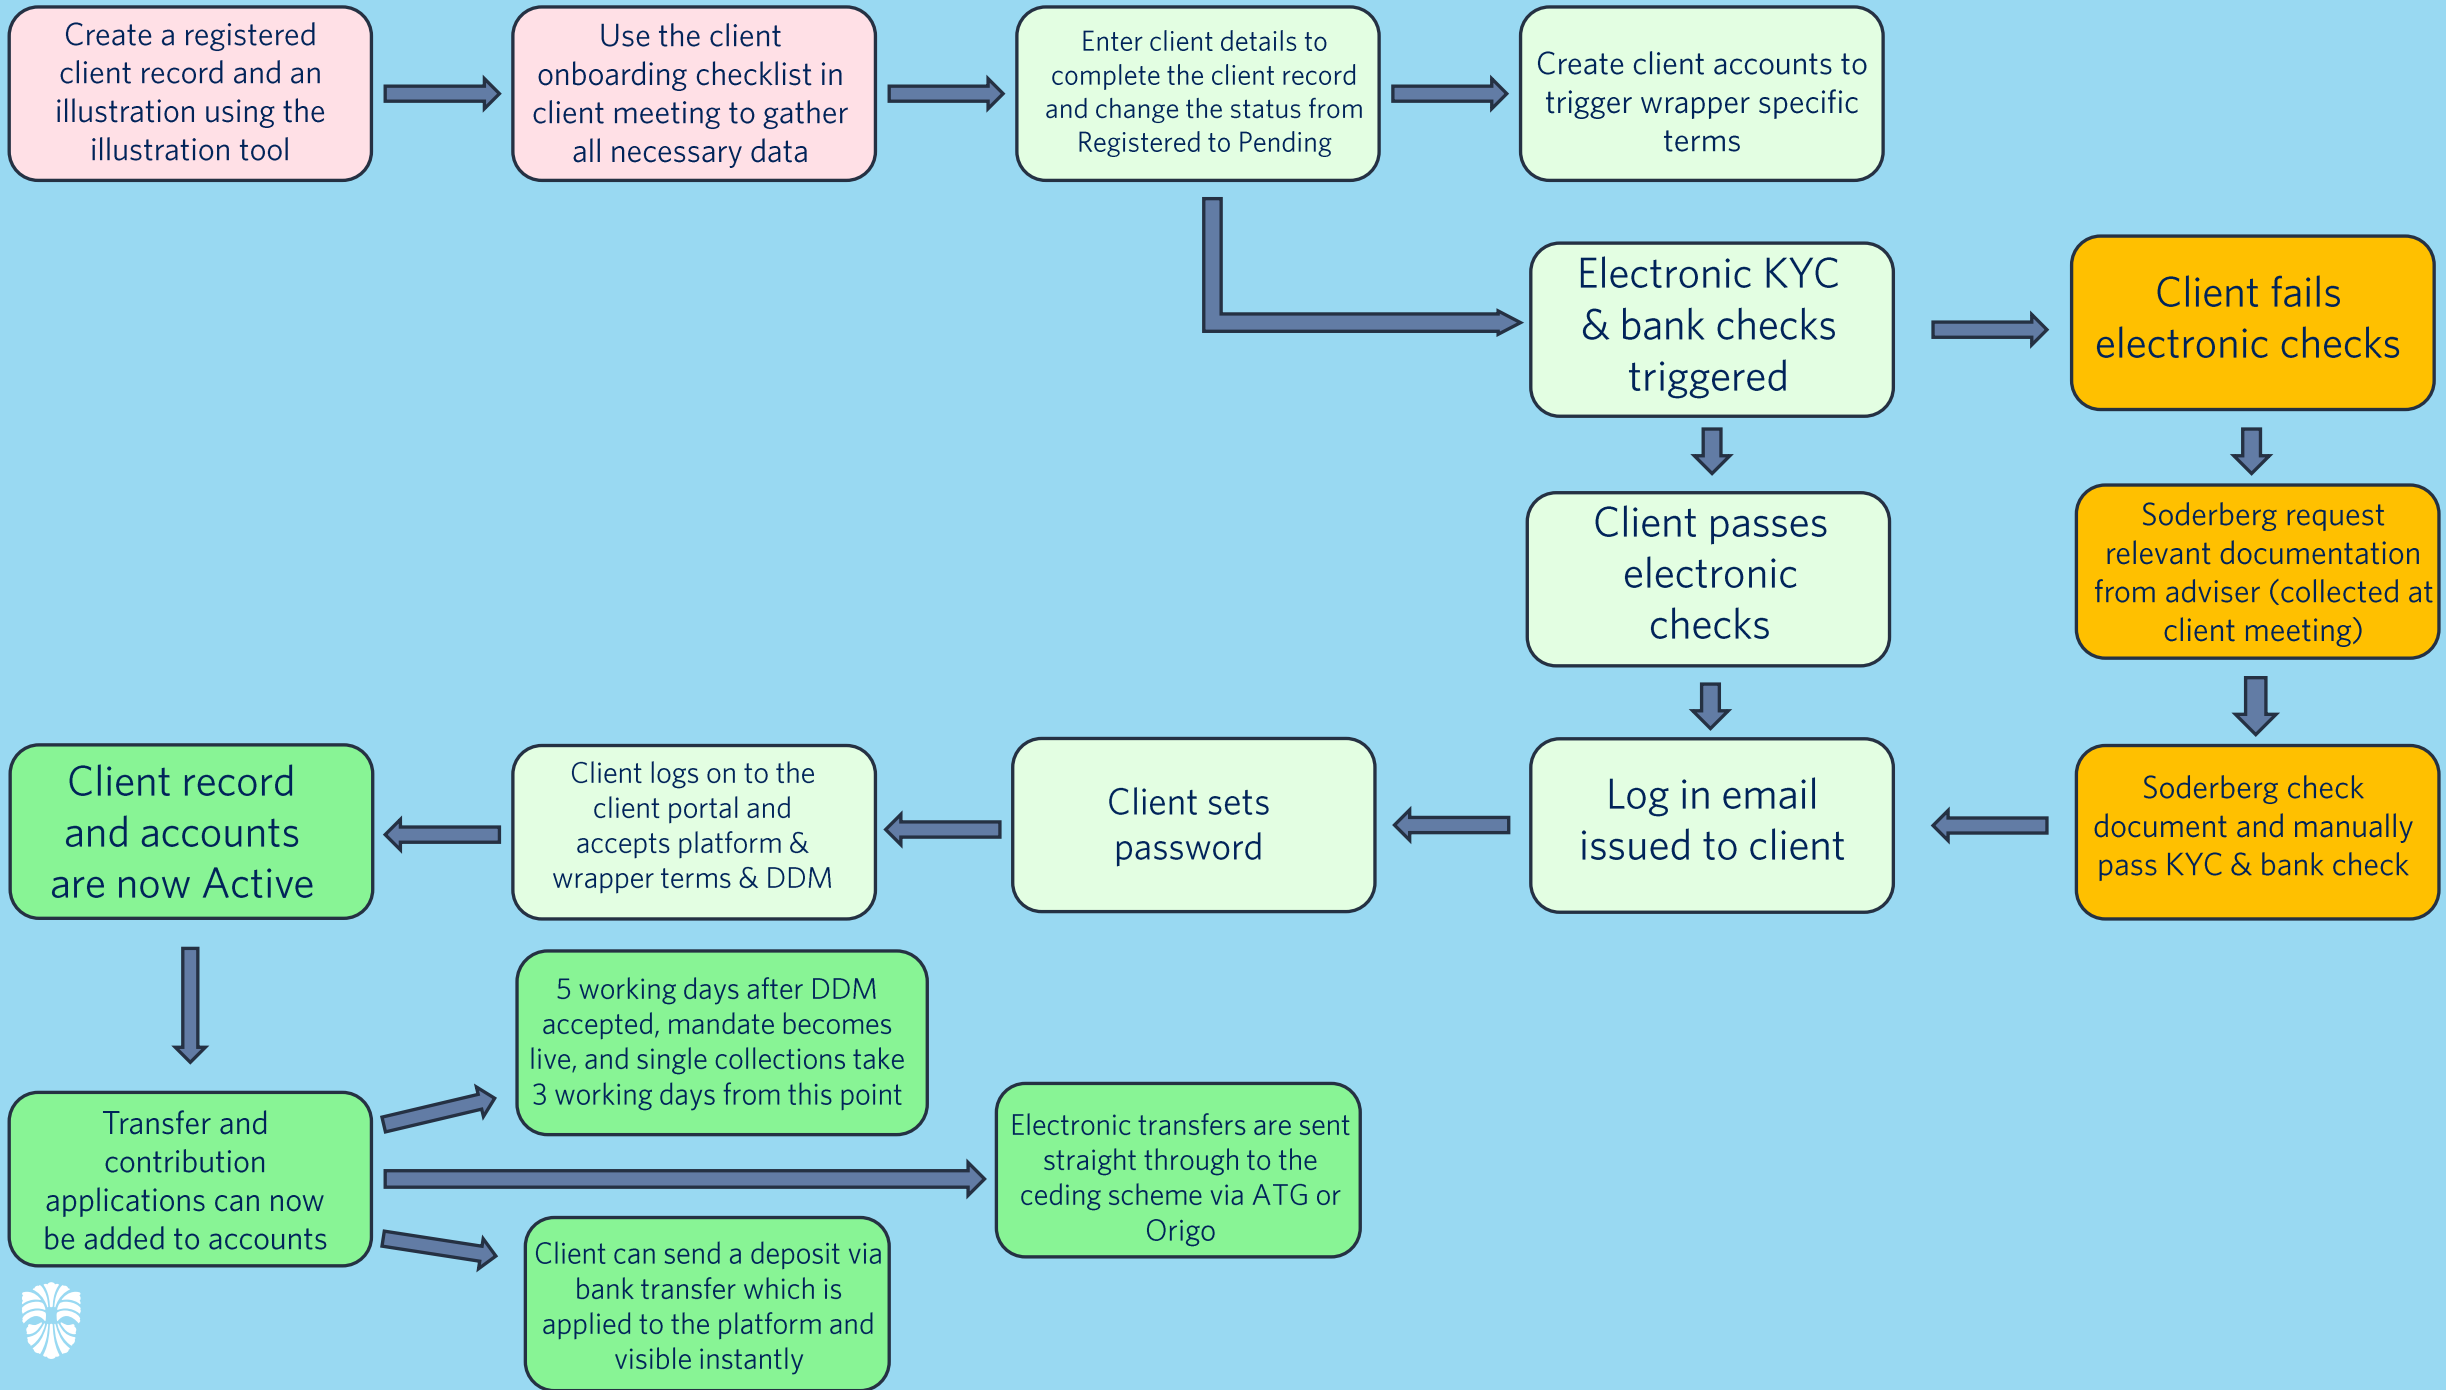 Create a registered
client record and an
illustration using the
illustration tool
Use the client
onboarding checklist in
client meeting to gather
all necessary data
Enter client details to
complete the client record
and change the status from
Registered to Pending
Create client accounts to
trigger wrapper specific
terms
Electronic KYC
& bank checks
triggered
Client fails
electronic checks
Client passes
electronic
checks
Soderberg request
relevant documentation
from adviser (collected at
client meeting)
Client record
and accounts
are now Active
Client logs on to the
client portal and
accepts platform &
wrapper terms & DDM
Client sets
password
Log in email
issued to client
Soderberg check
document and manually
pass KYC & bank check
5 working days after DDM
accepted, mandate becomes
live, and single collections take
3 working days from this point
Transfer and
contribution
applications can now
be added to accounts
Electronic transfers are sent
straight through to the
ceding scheme via ATG or
Origo
Client can send a deposit via
bank transfer which is
applied to the platform and
visible instantly